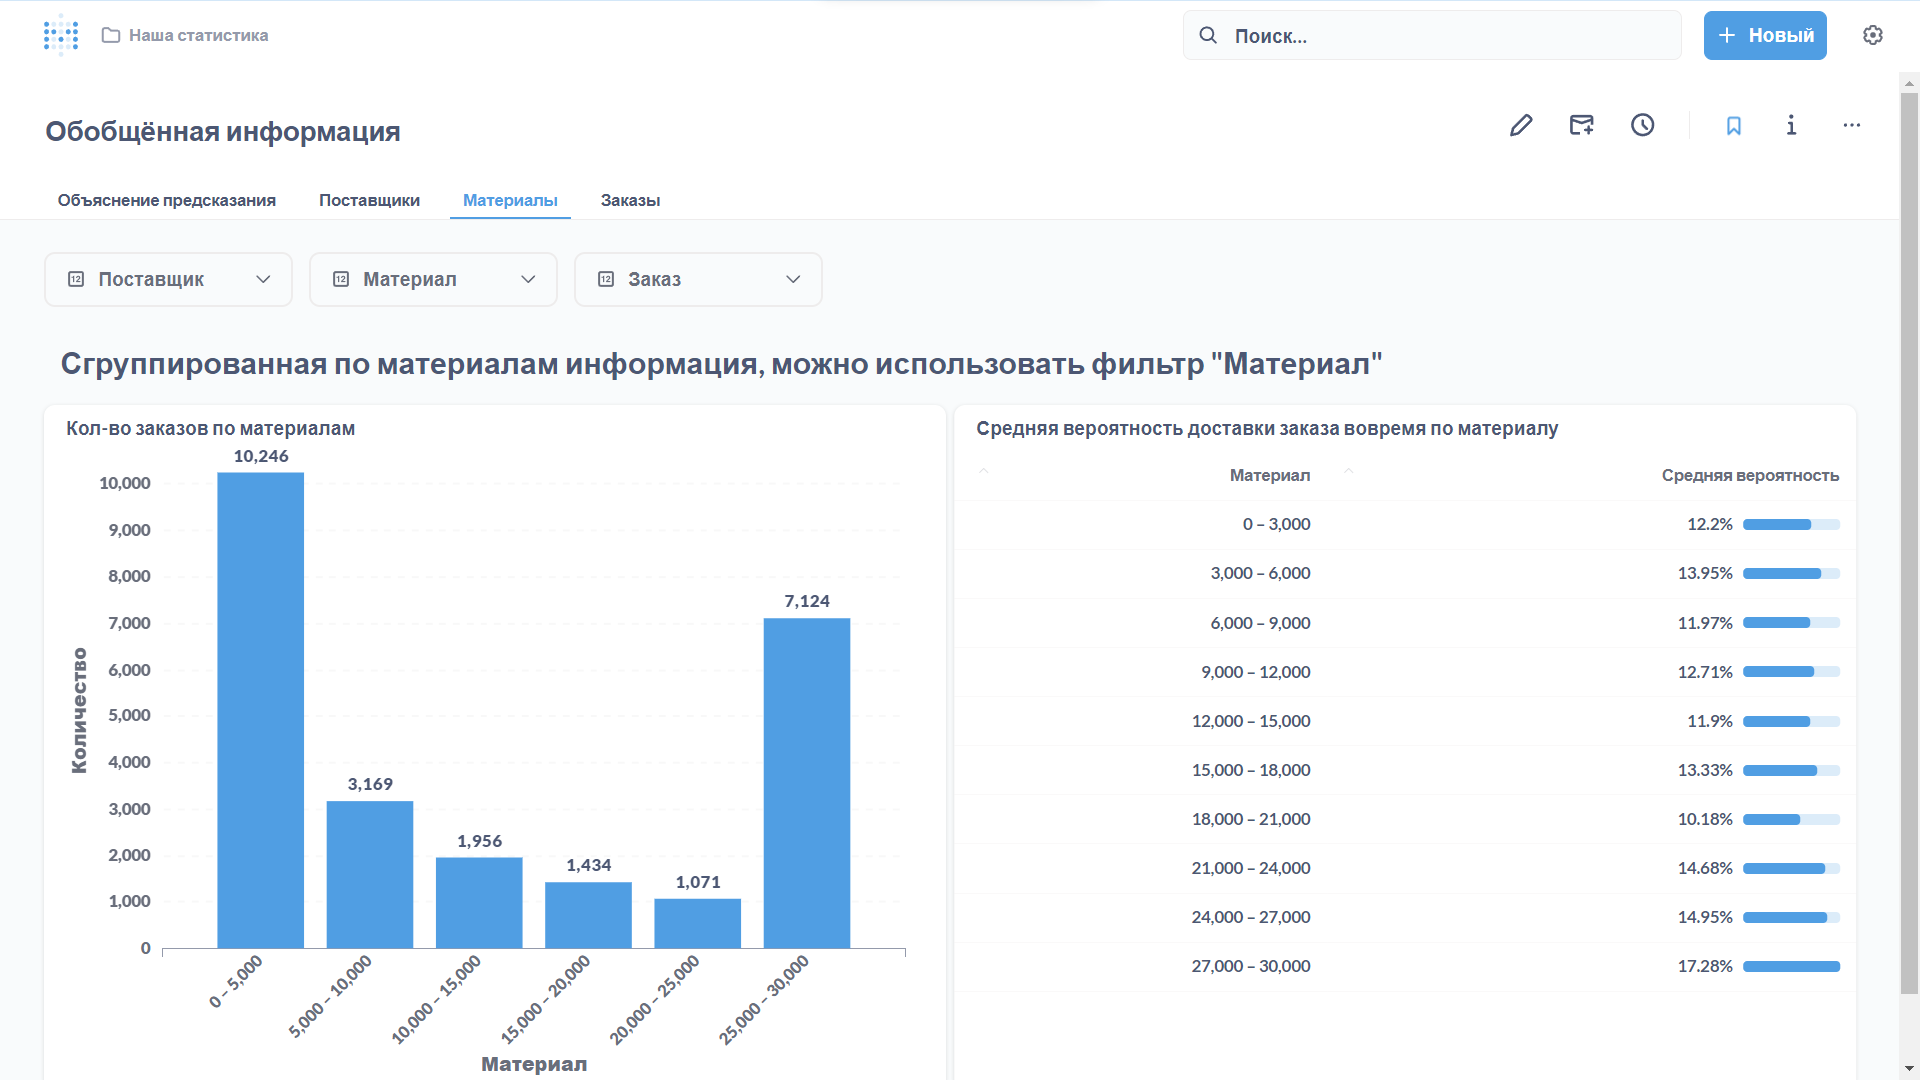 Наша статистика
Поиск...
Новый
Обобщённая информация
Объяснение предсказания
Поставщики
Материалы
Заказы
12 Поставщик
12 Материал
12 Заказ
Сгруппированная по материалам информация, можно использовать фильтр "Материал"
Кол-во заказов по материалам
10,246
10,000
9,000
8,000
7,124
7,000
6,000
5,000
4,000
3,169
3,000
1,956
2,000
1,434
1,071
1,000
0
Количество
0 – 5,000
5,000 – 10,000
10,000 – 15,000
15,000 – 20,000
20,000 – 25,000
25,000 – 30,000
Материал
Средняя вероятность доставки заказа вовремя по материалу
Материал Средняя вероятность
0 – 3,000 12.2%
3,000 – 6,000 13.95%
6,000 – 9,000 11.97%
9,000 – 12,000 12.71%
12,000 – 15,000 11.9%
15,000 – 18,000 13.33%
18,000 – 21,000 10.18%
21,000 – 24,000 14.68%
24,000 – 27,000 14.95%
27,000 – 30,000 17.28%